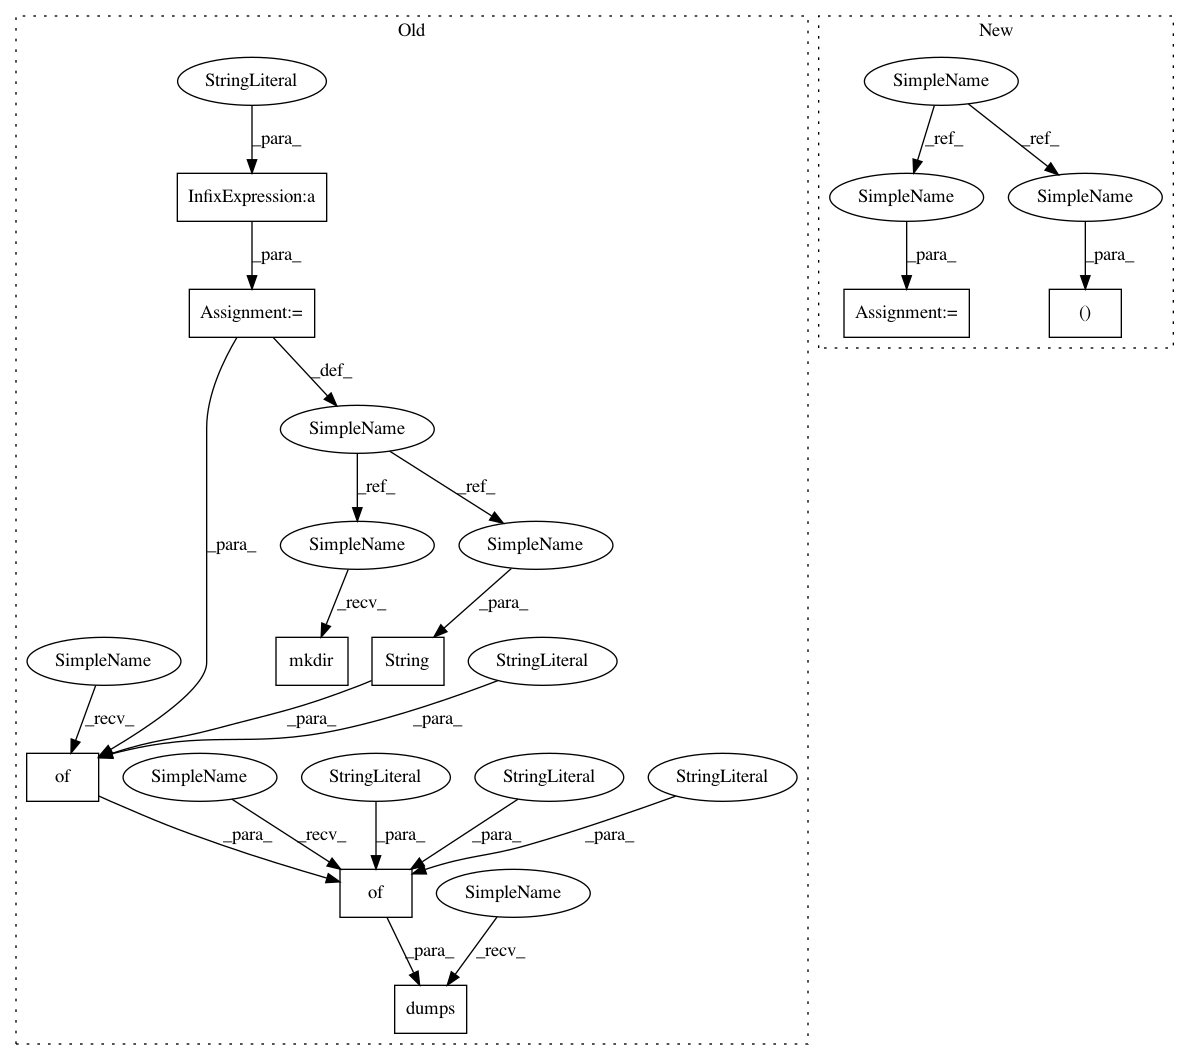 Old
New
StringLiteral
SimpleName
_para_
_ref_
_ref_
InfixExpression:a
SimpleName
SimpleName
_para_
_para_
_para_
Assignment:=
Assignment:=
()
_def_
SimpleName
_ref_
_ref_
_para_
SimpleName
SimpleName
_recv_
_para_
SimpleName
mkdir
String
StringLiteral
_recv_
_para_
_para_
of
SimpleName
StringLiteral
StringLiteral
StringLiteral
_para_
_recv_
_para_
_para_
_para_
of
SimpleName
_para_
_recv_
dumps